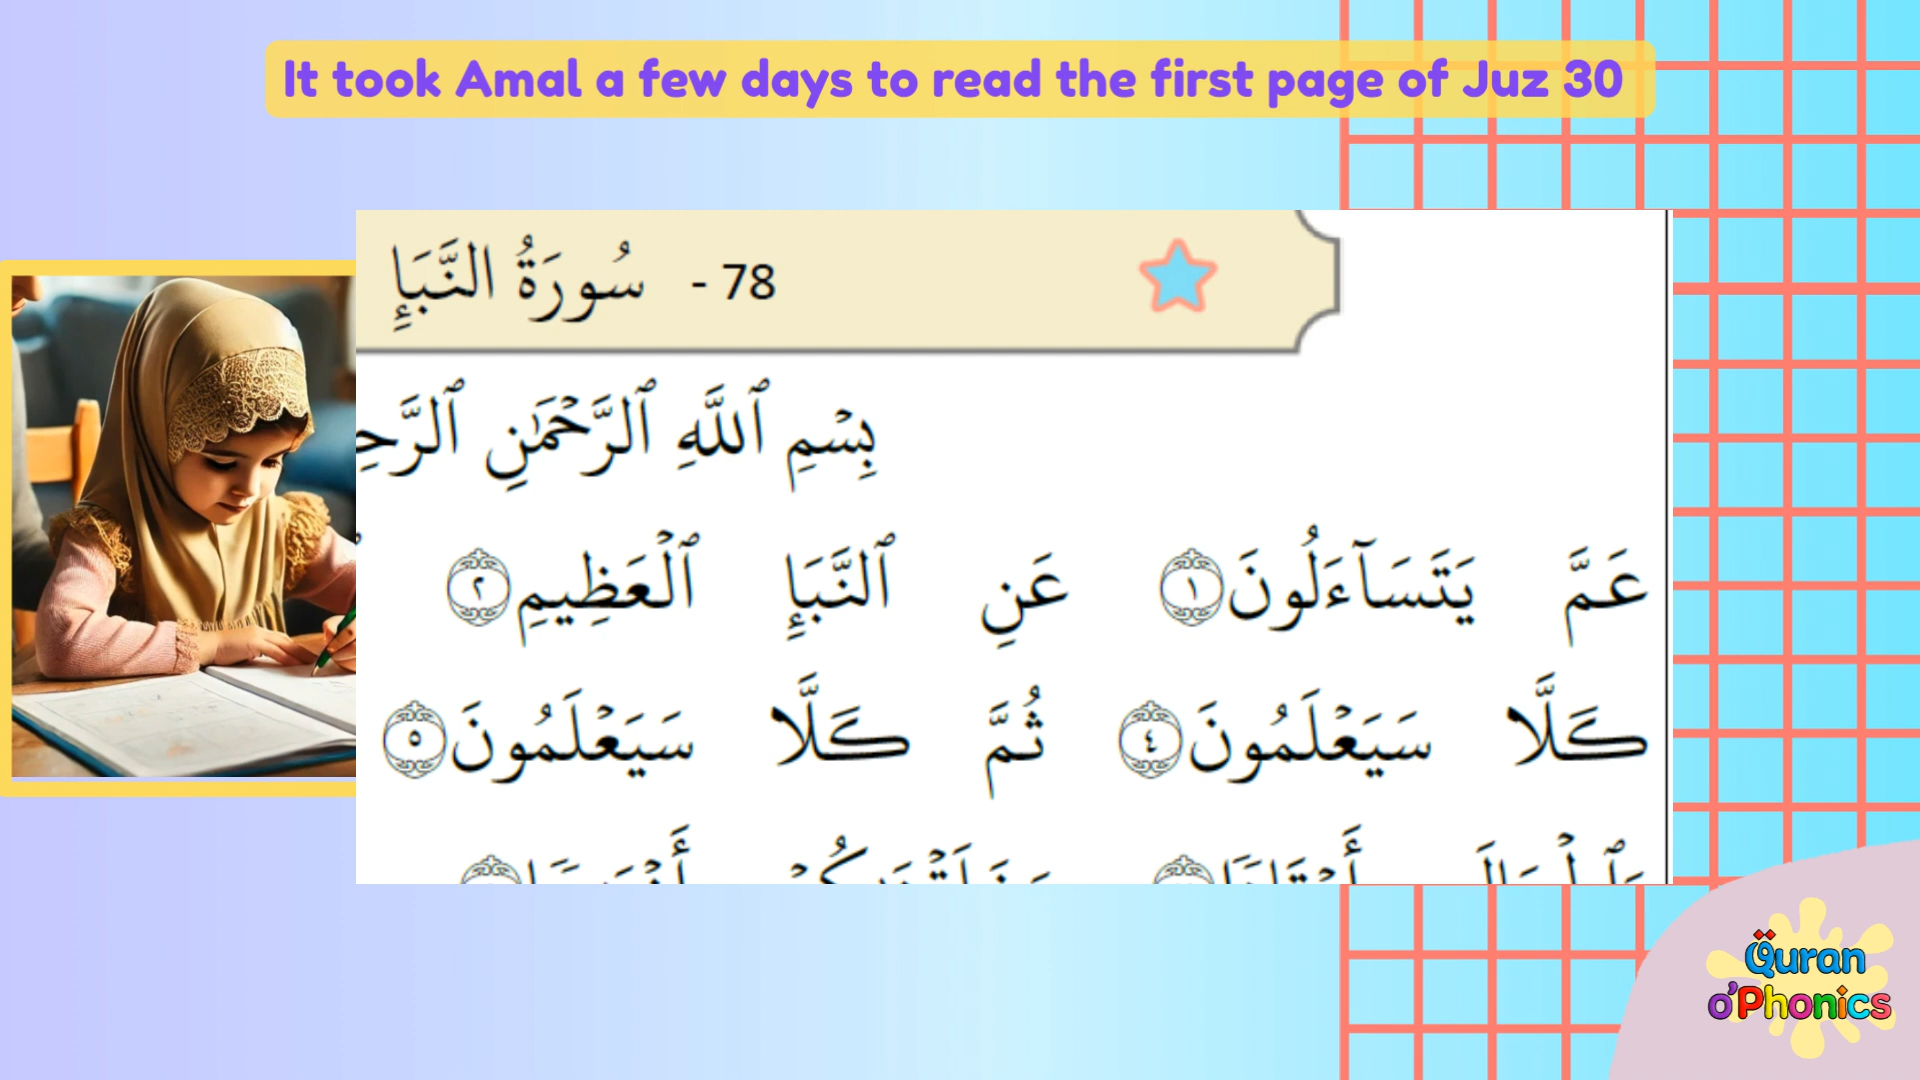 It took Amal a few days to read the first page of Juz 30
78 - سُورَةُ النَّبَإِ
بِسۡمِ ٱللَّهِ ٱلرَّحۡمَٰنِ
عَمَّ يَتَسَآءَلُونَ ١ عَنِ ٱلنَّبَإِ ٱلۡعَظِيمِ ٢
كَلَّا سَيَعۡلَمُونَ ٤ ثُمَّ كَلَّا سَيَعۡلَمُونَ ٥
Quran
o'Phonics